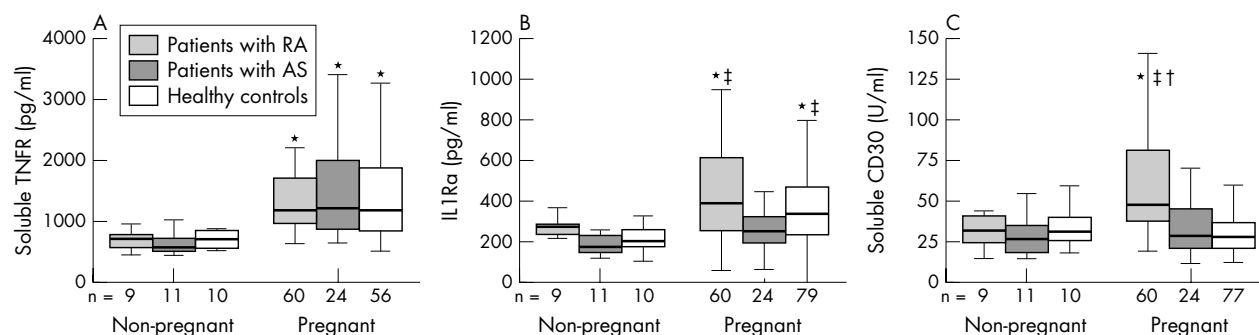 A
Soluble TNFR (pg/ml)
4000
3000
2000
1000
0
Patients with RA
Patients with AS
Healthy controls
★
★
★
n = 9 11 10 60 24 56
Non-pregnant Pregnant
B
IL1Ra (pg/ml)
1200
1000
800
600
400
200
0
★‡
★‡
n = 9 11 10 60 24 79
Non-pregnant Pregnant
C
Soluble CD30 (U/ml)
150
125
100
75
50
25
0
★‡†
n = 9 11 10 60 24 77
Non-pregnant Pregnant